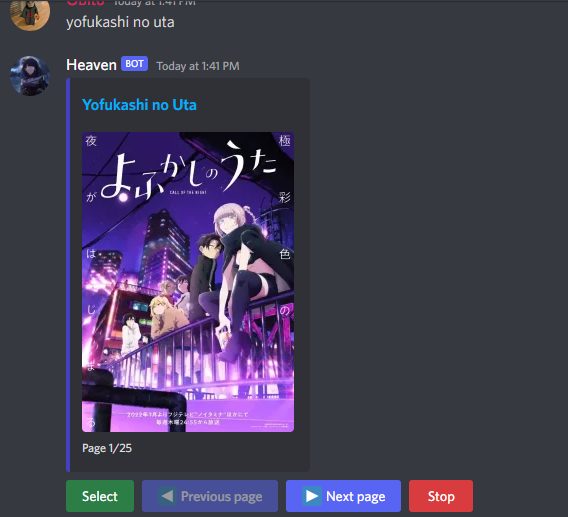 Obito Today at 1:41 PM
yofukashi no uta
Heaven BOT Today at 1:41 PM
Yofukashi no Uta
極彩色の
夜がはじまる
よふかしのうた
CALL OF THE NIGHT
2022年7月よりフジテレビ"ノイタミナ"ほかにて
毎週木曜24:55から放送
Page 1/25
Select
Previous page
Next page
Stop